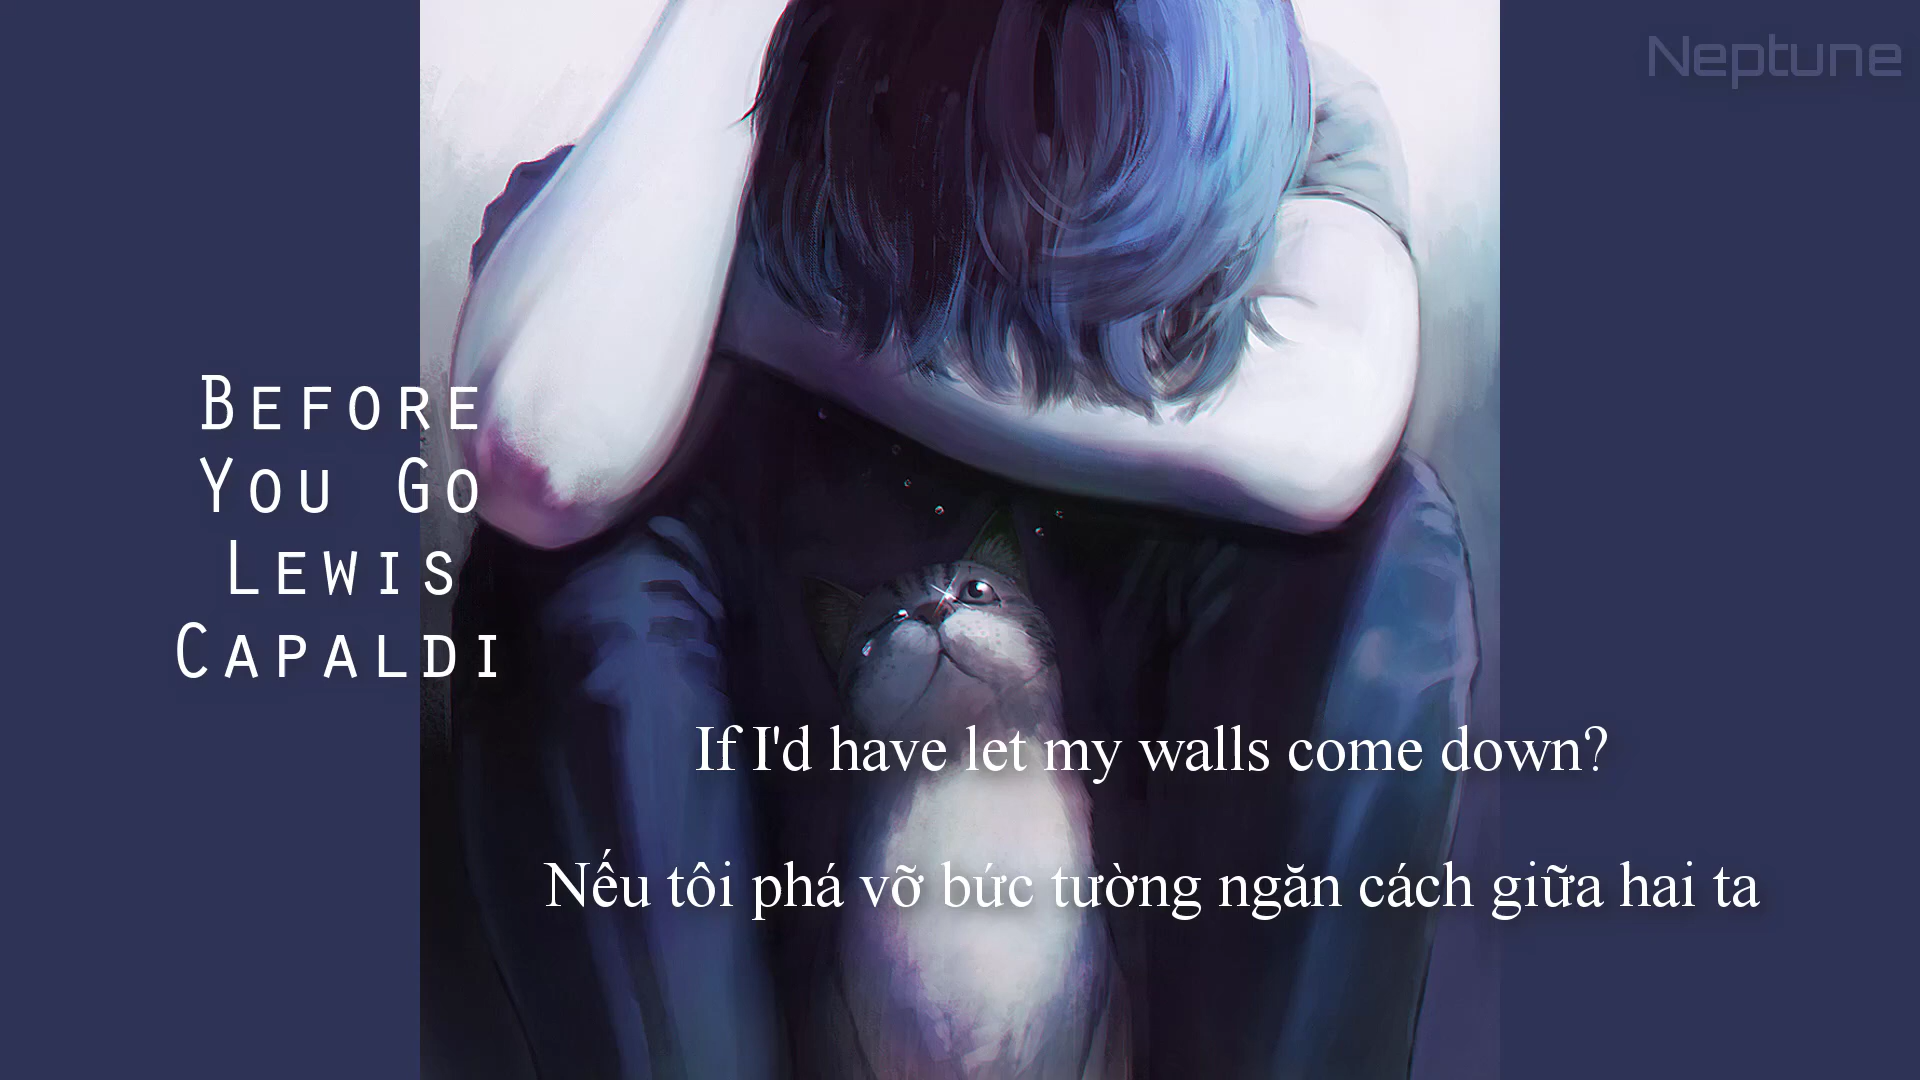 Neptune
Before
You Go
Lewis
Capaldi
If I'd have let my walls come down?
Nếu tôi phá vỡ bức tường ngăn cách giữa hai ta